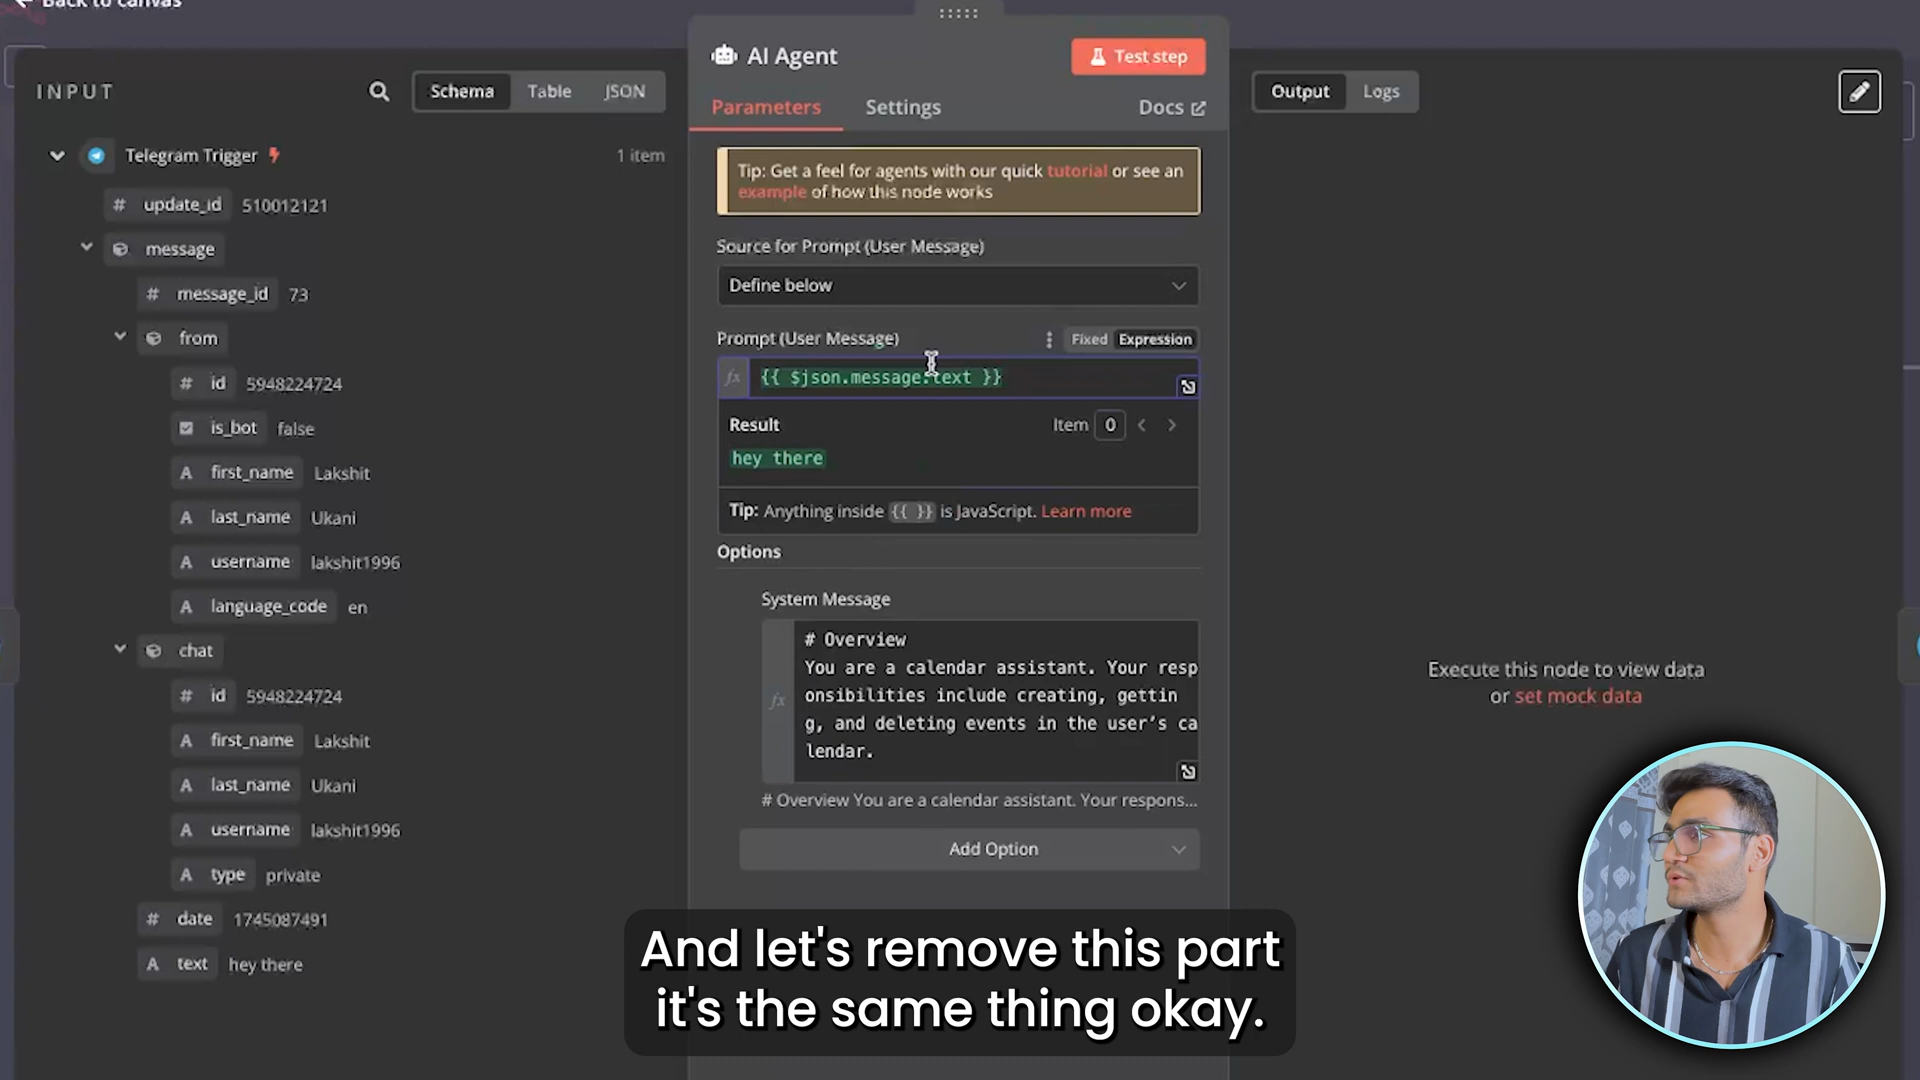 Back to canvas
INPUT
Schema
Table
JSON
Telegram Trigger
1 item
# update_id 510012121
message
# message_id 73
from
# id 5948224724
is_bot false
A first_name Lakshit
A last_name Ukani
A username lakshit1996
A language_code en
chat
# id 5948224724
A first_name Lakshit
A last_name Ukani
A username lakshit1996
A type private
# date 1745087491
A text hey there
AI Agent
Test step
Parameters
Settings
Docs
Tip: Get a feel for agents with our quick tutorial or see an
example of how this node works
Source for Prompt (User Message)
Define below
Prompt (User Message)
Fixed
Expression
fx {{ $json.message.text }}
Result
Item 0
hey there
Tip: Anything inside {{ }} is JavaScript. Learn more
Options
System Message
fx
# Overview
You are a calendar assistant. Your resp
onsibilities include creating, gettin
g, and deleting events in the user’s ca
lendar.
# Overview You are a calendar assistant. Your respons...
Add Option
Output
Logs
Execute this node to view data
or set mock data
And let's remove this part
it's the same thing okay.